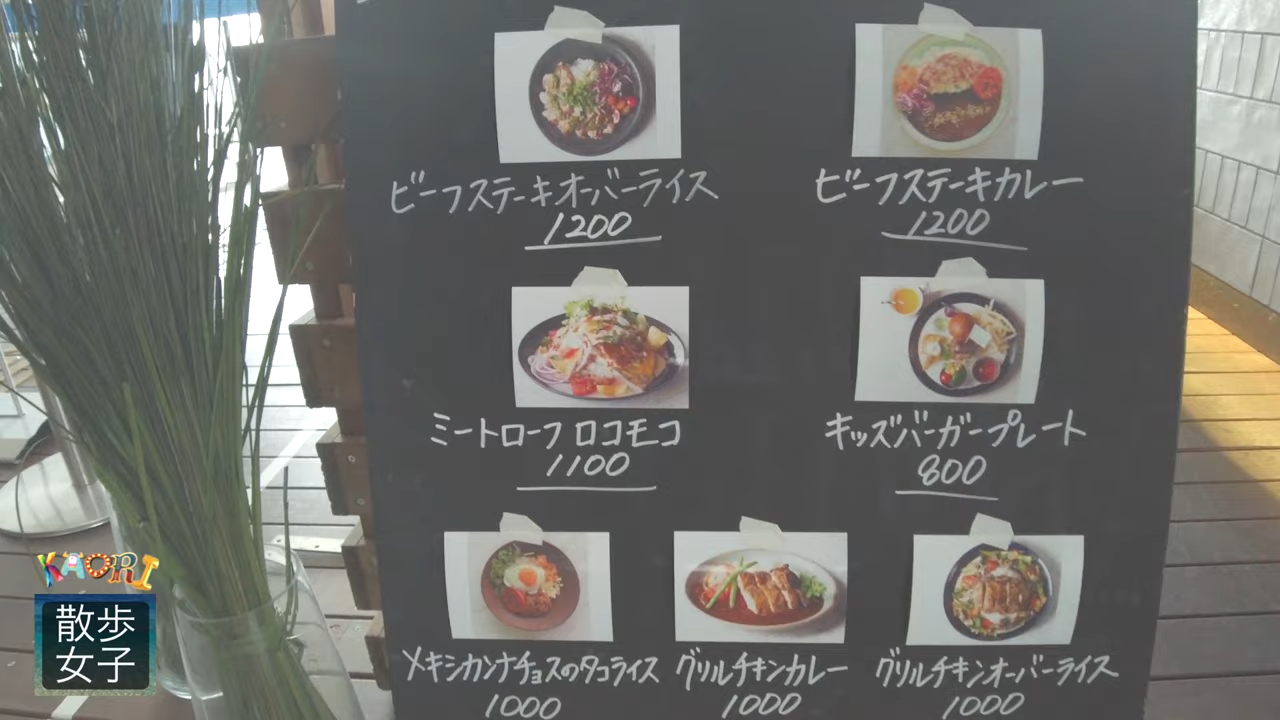 ビーフステーキオーバーライス
1200
ビーフステーキカレー
1200
ミートローフロコモコ
1100
キッズバーガープレート
800
メキシカンナチョスのタコライス
1000
グリルチキンカレー
1000
グリルチキンオーバーライス
1000
KAORI
散歩
女子